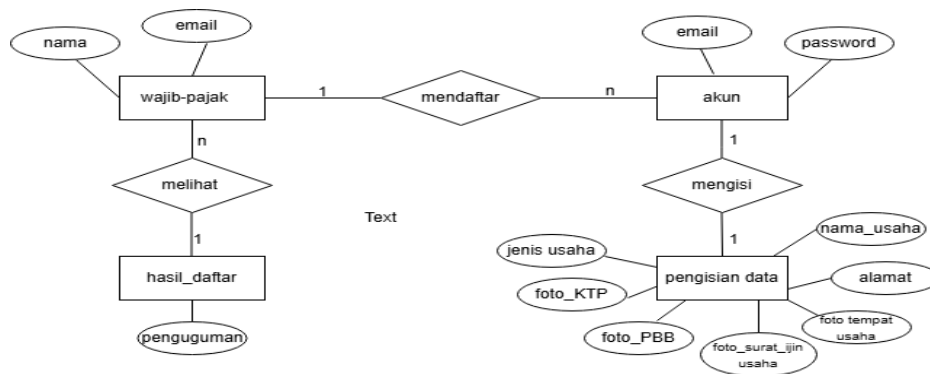 email
nama
email
password
wajib-pajak
1
mendaftar
n
akun
n
1
melihat
mengisi
Text
1
1
nama_usaha
jenis usaha
hasil_daftar
pengisian data
alamat
foto_KTP
foto tempat
usaha
penguguman
foto_PBB
foto_surat_ijin
usaha